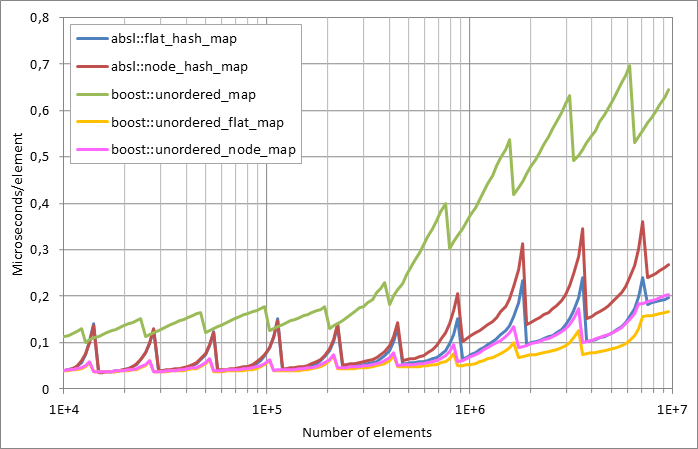 0,8
0,7
0,6
0,5
0,4
0,3
0,2
0,1
0
Microseconds/element
absl::flat_hash_map
absl::node_hash_map
boost::unordered_map
boost::unordered_flat_map
boost::unordered_node_map
1E+4 1E+5 1E+6 1E+7
Number of elements